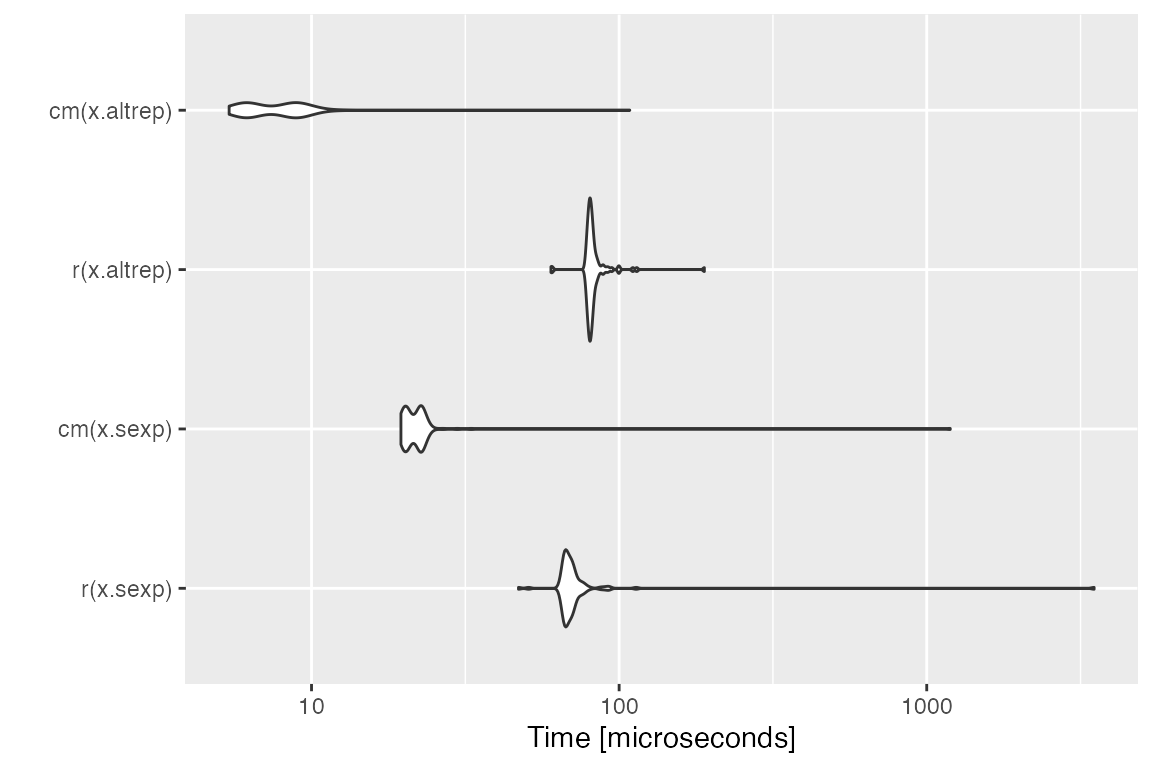 cm(x.altrep)
r(x.altrep)
cm(x.sexp)
r(x.sexp)
10 100 1000
Time [microseconds]